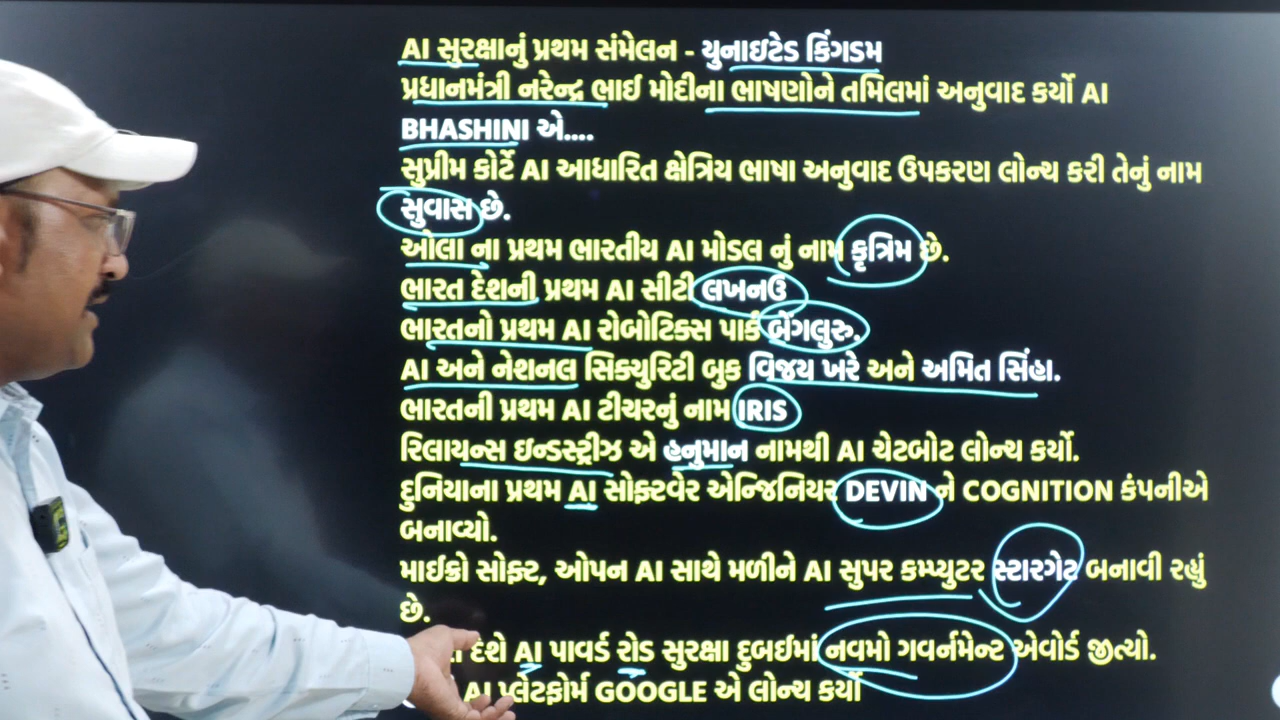 AI સુરક્ષાનું પ્રથમ સંમેલન - યુનાઇટેડ કિંગડમ
પ્રધાનમંત્રી નરેન્દ્ર ભાઈ મોદીના ભાષણોને તમિલમાં અનુવાદ કર્યો AI
BHASHINI એ....
સુપ્રીમ કોર્ટે AI આધારિત ક્ષેત્રિય ભાષા અનુવાદ ઉપકરણ લોન્ચ કરી તેનું નામ
સુવાસ છે.
ઓલા ના પ્રથમ ભારતીય AI મોડલ નું નામ કૃત્રિમ છે.
ભારત દેશની પ્રથમ AI સીટી લખનઉ
ભારતનો પ્રથમ AI રોબોટિક્સ પાર્ક બેંગલુરુ.
AI અને નેશનલ સિક્યુરિટી બુક વિજય ખરે અને અમિત સિંહા.
ભારતની પ્રથમ AI ટીચરનું નામ IRIS
રિલાયન્સ ઇન્ડસ્ટ્રીઝ એ હનુમાન નામથી AI ચેટબોટ લોન્ચ કર્યો.
દુનિયાના પ્રથમ AI સોફ્ટવેર એન્જિનિયર DEVIN ને COGNITION કંપનીએ
બનાવ્યો.
માઈક્રો સોફ્ટ, ઓપન AI સાથે મળીને AI સુપર કમ્પ્યુટર સ્ટારગેટ બનાવી રહ્યું
છે.
દેશે AI પાવર્ડ રોડ સુરક્ષા દુબઈમાં નવમો ગવર્નમેન્ટ એવોર્ડ જીત્યો.
AI પ્લેટફોર્મ GOOGLE એ લોન્ચ કર્યો